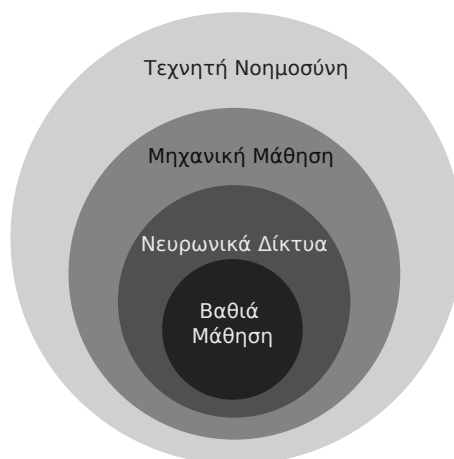 Τεχνητή Νοημοσύνη
Μηχανική Μάθηση
Νευρωνικά Δίκτυα
Βαθιά
Μάθηση